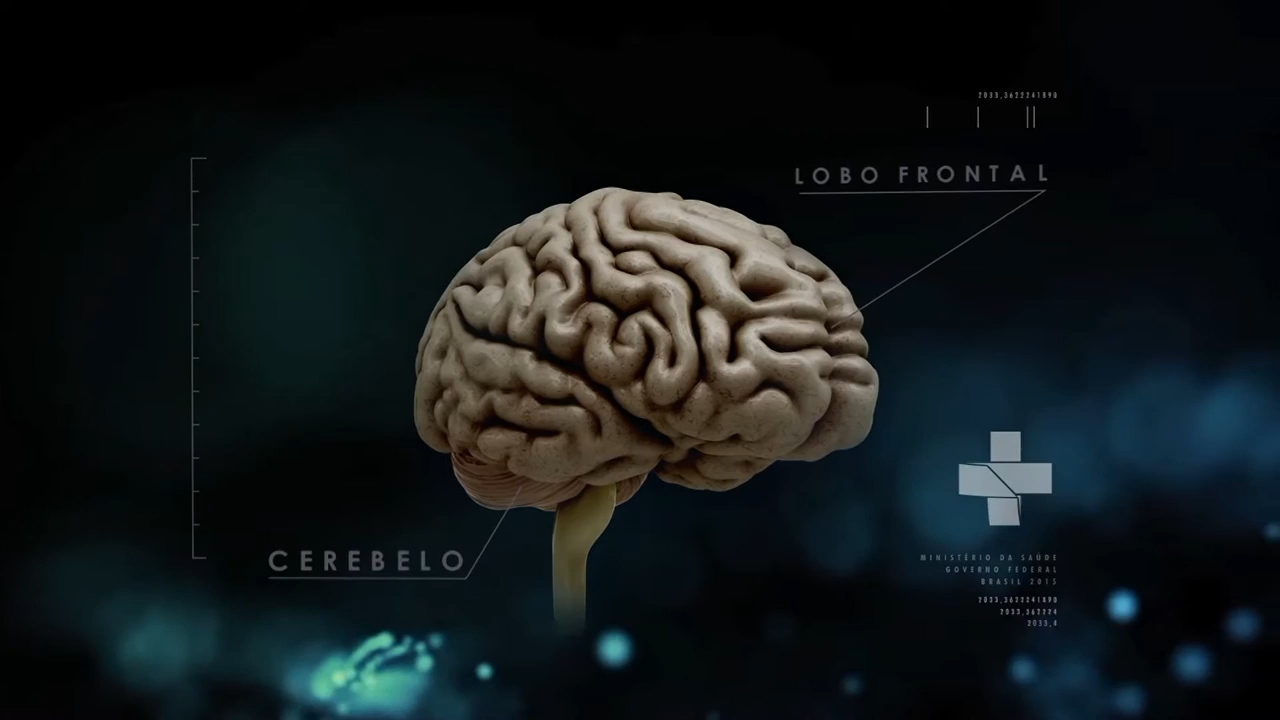 2033,3622241890
LOBO FRONTAL
CEREBELO
MINISTÉRIO DA SAÚDE
GOVERNO FEDERAL
BRASIL 2015
2033,3622241890
2033,362224
2033,4